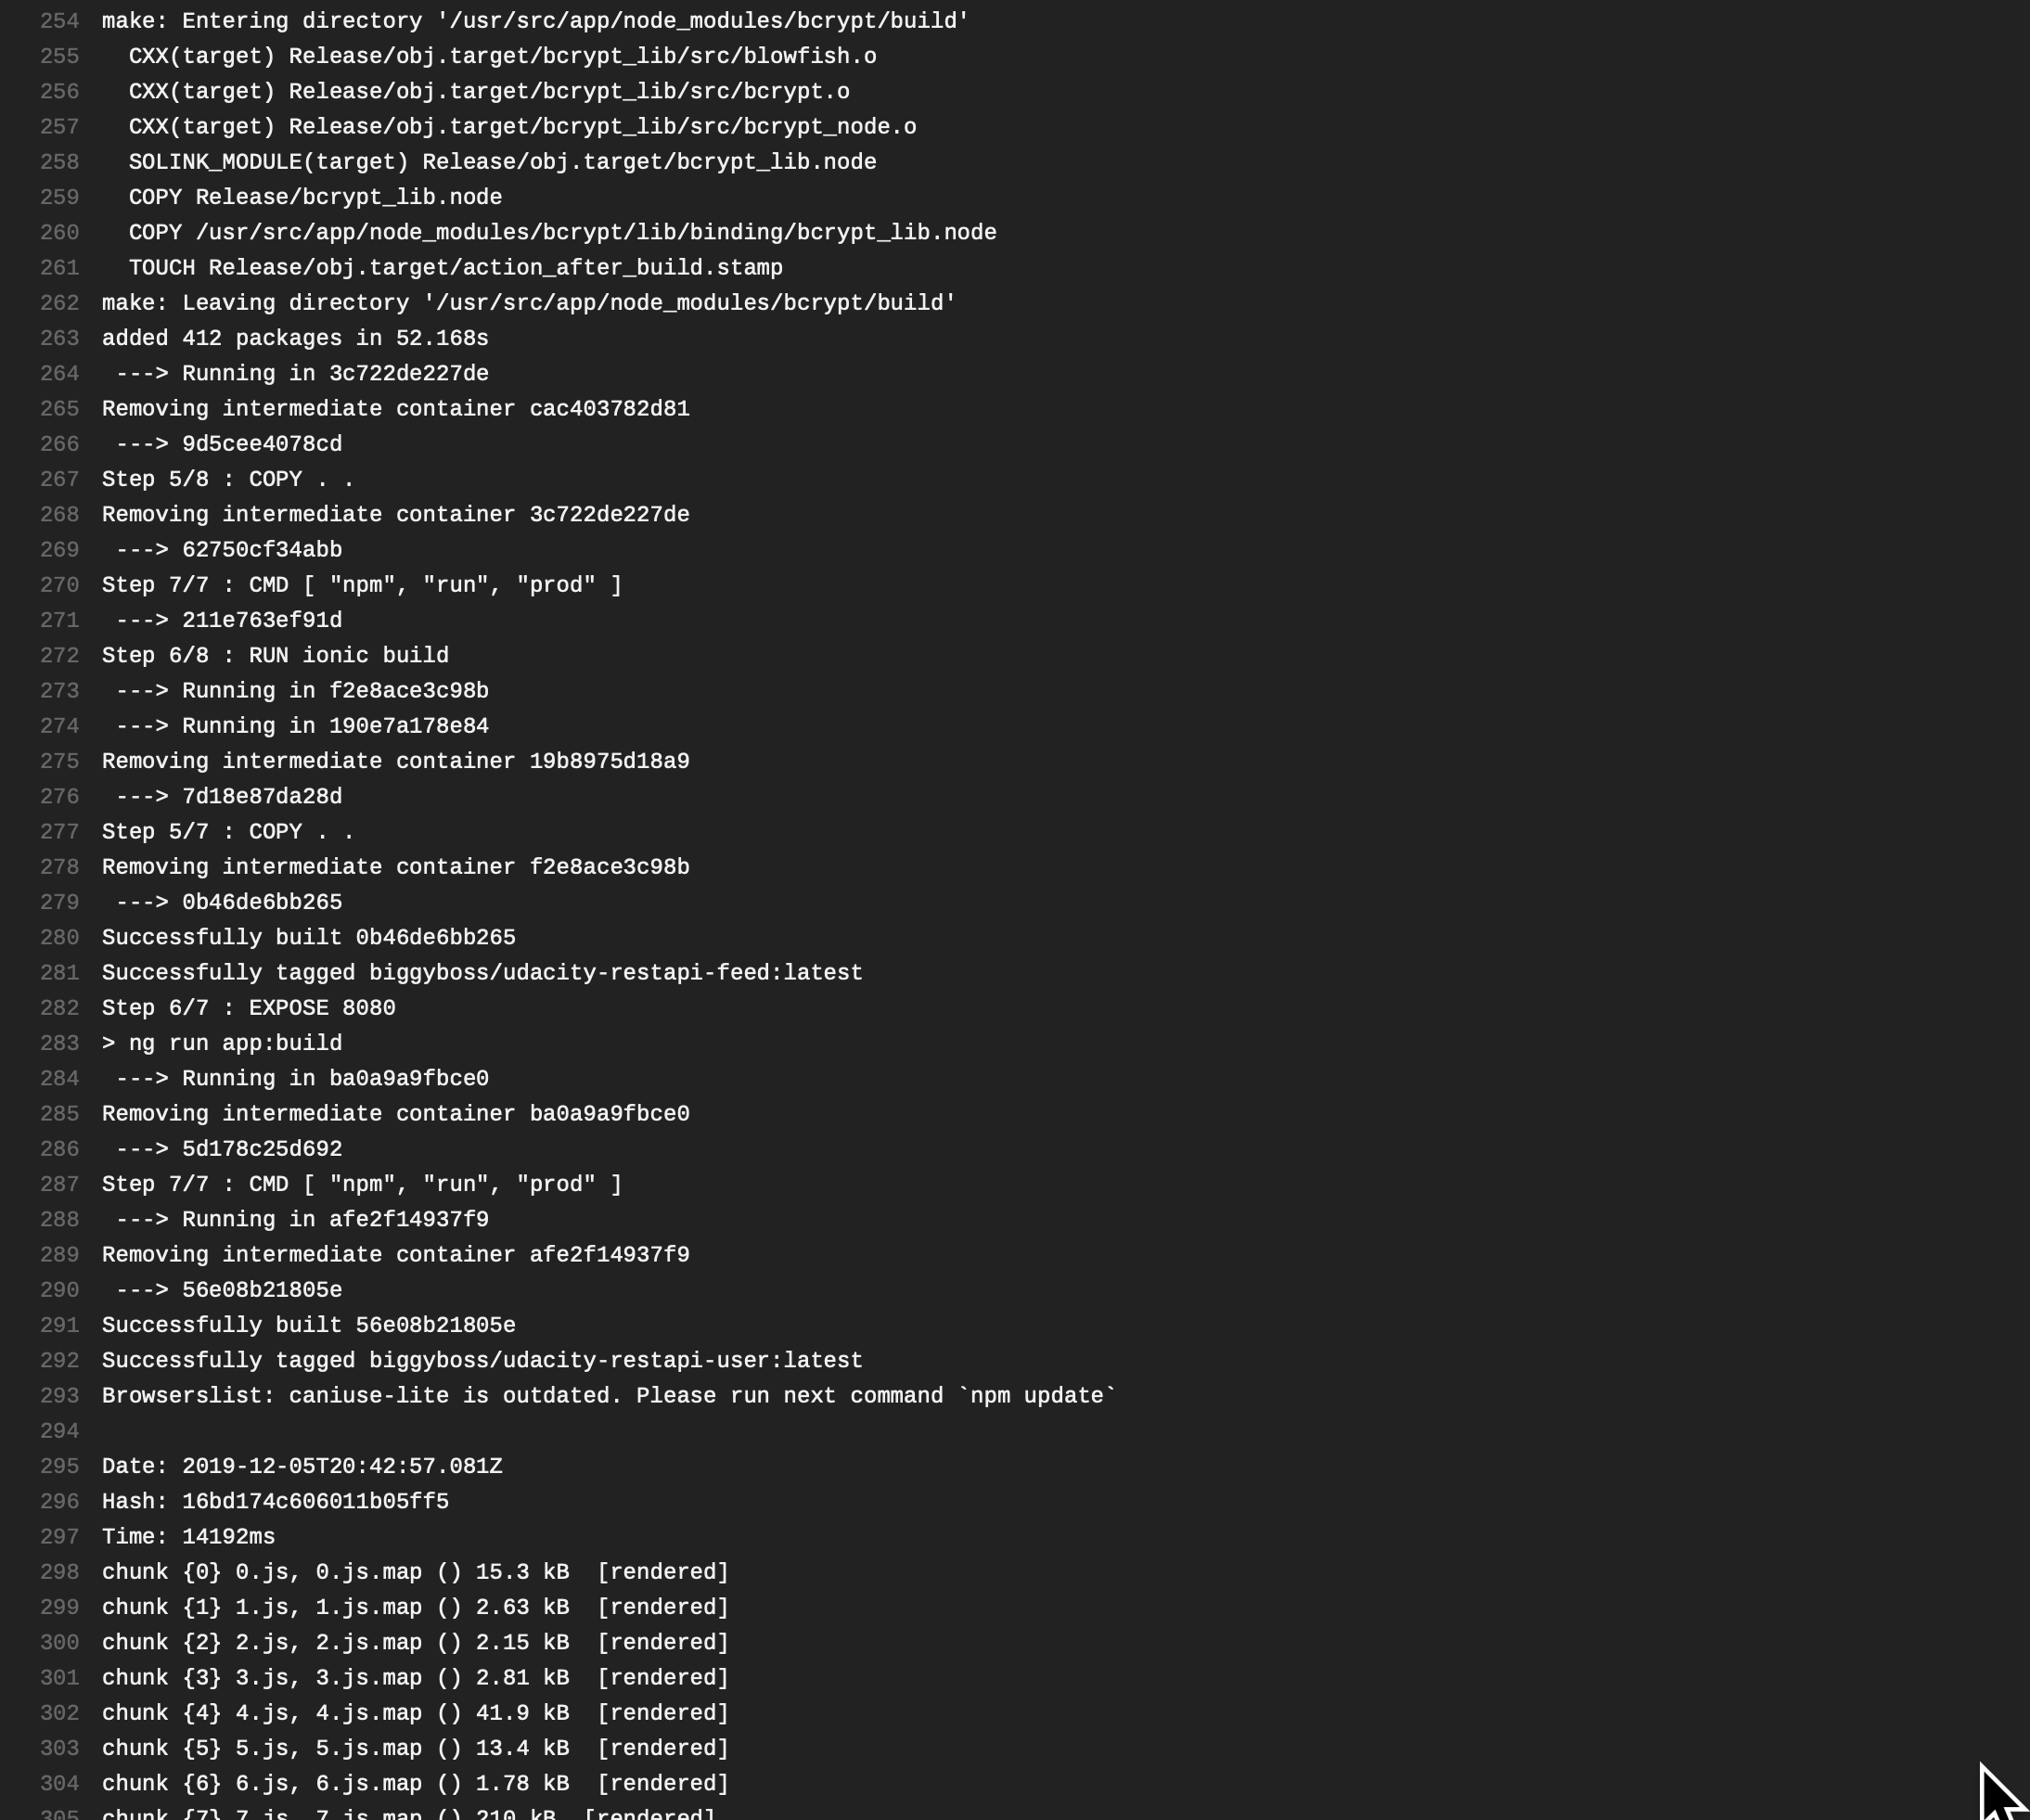 254 make: Entering directory '/usr/src/app/node_modules/bcrypt/build'
255   CXX(target) Release/obj.target/bcrypt_lib/src/blowfish.o
256   CXX(target) Release/obj.target/bcrypt_lib/src/bcrypt.o
257   CXX(target) Release/obj.target/bcrypt_lib/src/bcrypt_node.o
258   SOLINK_MODULE(target) Release/obj.target/bcrypt_lib.node
259   COPY Release/bcrypt_lib.node
260   COPY /usr/src/app/node_modules/bcrypt/lib/binding/bcrypt_lib.node
261   TOUCH Release/obj.target/action_after_build.stamp
262 make: Leaving directory '/usr/src/app/node_modules/bcrypt/build'
263 added 412 packages in 52.168s
264  ---> Running in 3c722de227de
265 Removing intermediate container cac403782d81
266  ---> 9d5cee4078cd
267 Step 5/8 : COPY . .
268 Removing intermediate container 3c722de227de
269  ---> 62750cf34abb
270 Step 7/7 : CMD [ "npm", "run", "prod" ]
271  ---> 211e763ef91d
272 Step 6/8 : RUN ionic build
273  ---> Running in f2e8ace3c98b
274  ---> Running in 190e7a178e84
275 Removing intermediate container 19b8975d18a9
276  ---> 7d18e87da28d
277 Step 5/7 : COPY . .
278 Removing intermediate container f2e8ace3c98b
279  ---> 0b46de6bb265
280 Successfully built 0b46de6bb265
281 Successfully tagged biggyboss/udacity-restapi-feed:latest
282 Step 6/7 : EXPOSE 8080
283 > ng run app:build
284  ---> Running in ba0a9a9fbce0
285 Removing intermediate container ba0a9a9fbce0
286  ---> 5d178c25d692
287 Step 7/7 : CMD [ "npm", "run", "prod" ]
288  ---> Running in afe2f14937f9
289 Removing intermediate container afe2f14937f9
290  ---> 56e08b21805e
291 Successfully built 56e08b21805e
292 Successfully tagged biggyboss/udacity-restapi-user:latest
293 Browserslist: caniuse-lite is outdated. Please run next command `npm update`
294
295 Date: 2019-12-05T20:42:57.081Z
296 Hash: 16bd174c606011b05ff5
297 Time: 14192ms
298 chunk {0} 0.js, 0.js.map () 15.3 kB  [rendered]
299 chunk {1} 1.js, 1.js.map () 2.63 kB  [rendered]
300 chunk {2} 2.js, 2.js.map () 2.15 kB  [rendered]
301 chunk {3} 3.js, 3.js.map () 2.81 kB  [rendered]
302 chunk {4} 4.js, 4.js.map () 41.9 kB  [rendered]
303 chunk {5} 5.js, 5.js.map () 13.4 kB  [rendered]
304 chunk {6} 6.js, 6.js.map () 1.78 kB  [rendered]
305 chunk {7} 7.js, 7.js.map () 210 kB  [rendered]